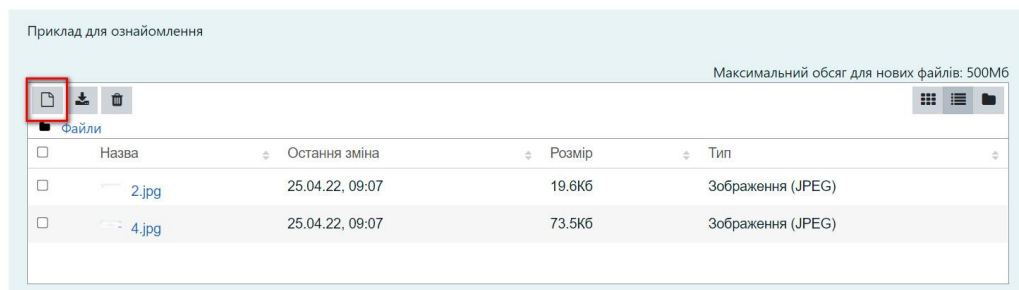 Приклад для ознайомлення
Максимальний обсяг для нових файлів: 500Мб
Файли
Назва Остання зміна Розмір Тип
2.jpg 25.04.22, 09:07 19.6Кб Зображення (JPEG)
4.jpg 25.04.22, 09:07 73.5Кб Зображення (JPEG)